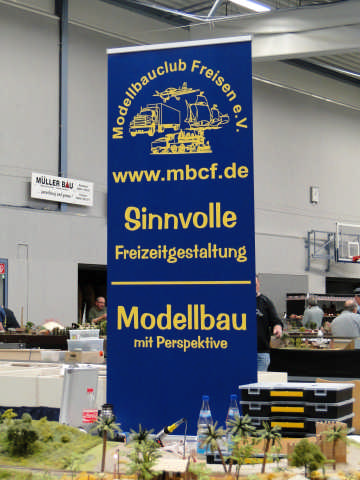 Modellbauclub Freisen e.V.
www.mbcf.de
Sinnvolle
Freizeitgestaltung
Modellbau
mit Perspektive
MÜLLER BAU